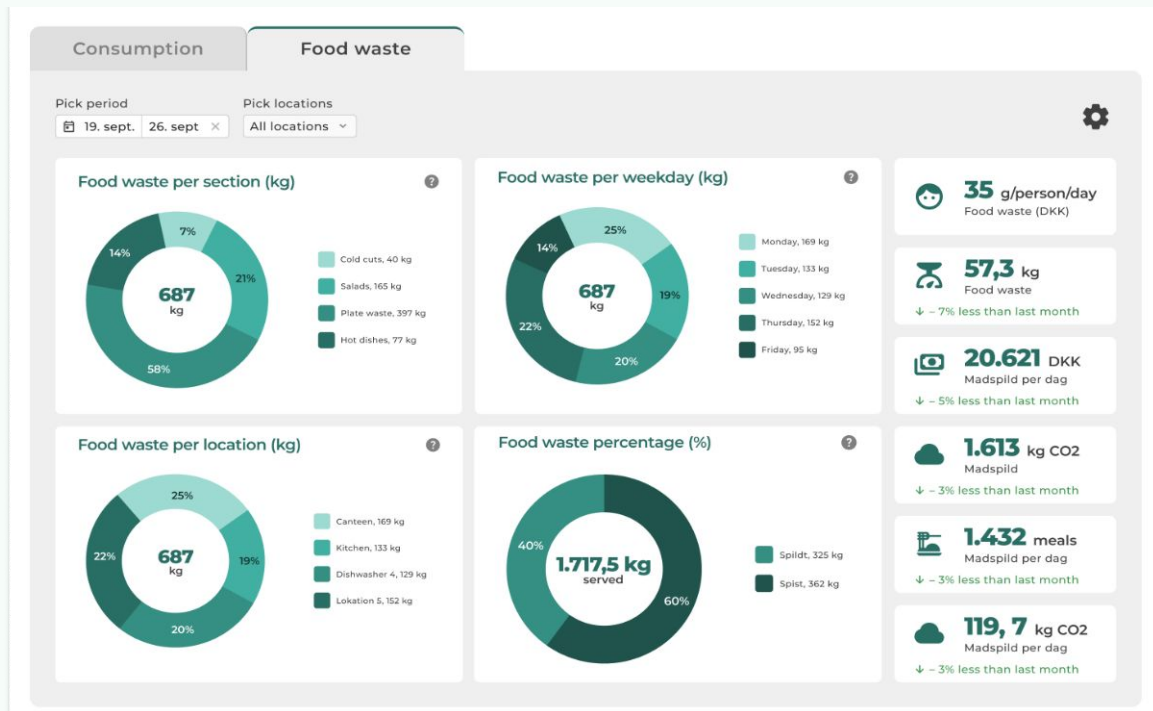 Consumption
Food waste
Pick period
Pick locations
19. sept. 26. sept
All locations
Food waste per section (kg)
7%
14%
21%
58%
687
kg
Cold cuts, 40 kg
Salads, 165 kg
Plate waste, 397 kg
Hot dishes, 77 kg
Food waste per weekday (kg)
25%
14%
19%
22%
20%
687
kg
Monday, 169 kg
Tuesday, 133 kg
Wednesday, 129 kg
Thursday, 152 kg
Friday, 95 kg
35 g/person/day
Food waste (DKK)
57,3 kg
Food waste
– 7% less than last month
20.621 DKK
Madspild per dag
– 5% less than last month
Food waste per location (kg)
25%
22%
19%
20%
687
kg
Canteen, 169 kg
Kitchen, 133 kg
Dishwasher 4, 129 kg
Lokation 5, 152 kg
Food waste percentage (%)
40%
60%
1.717,5 kg
served
Spildt, 325 kg
Spist, 362 kg
1.613 kg CO2
Madspild
– 3% less than last month
1.432 meals
Madspild per dag
– 3% less than last month
119, 7 kg CO2
Madspild per dag
– 3% less than last month